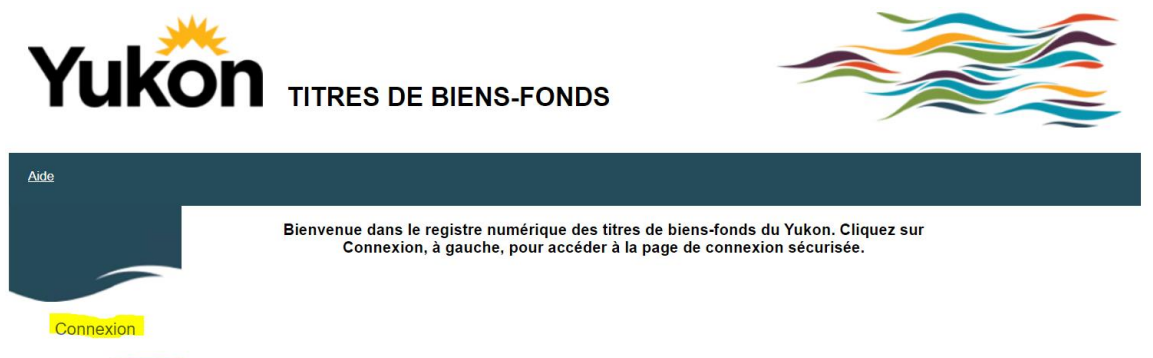 Yukon
TITRES DE BIENS-FONDS
Aide
Bienvenue dans le registre numérique des titres de biens-fonds du Yukon. Cliquez sur
Connexion, à gauche, pour accéder à la page de connexion sécurisée.
Connexion